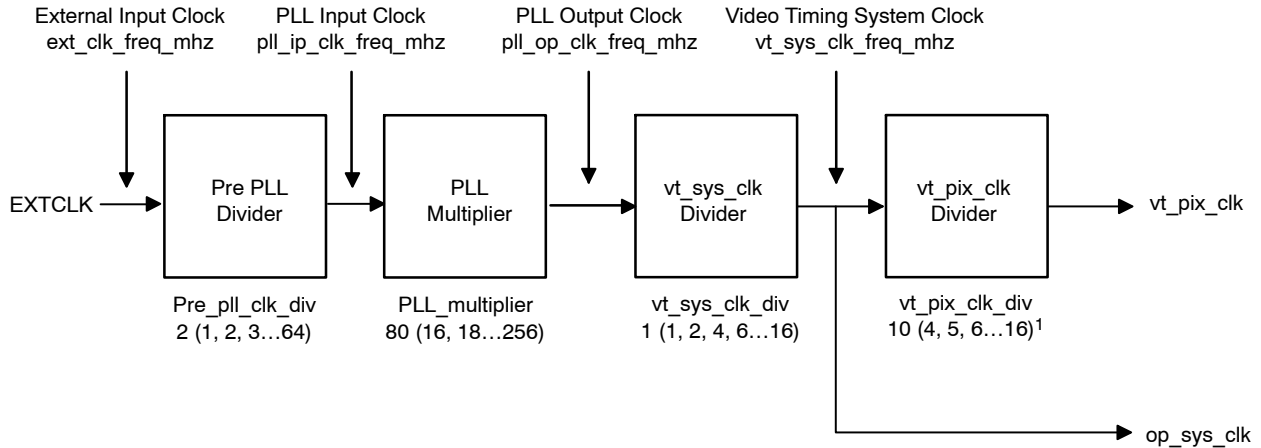 External Input Clock
ext_clk_freq_mhz
PLL Input Clock
pll_ip_clk_freq_mhz
PLL Output Clock
pll_op_clk_freq_mhz
Video Timing System Clock
vt_sys_clk_freq_mhz
EXTCLK
Pre PLL
Divider
PLL
Multiplier
vt_sys_clk
Divider
vt_pix_clk
Divider
vt_pix_clk
Pre_pll_clk_div
2 (1, 2, 3…64)
PLL_multiplier
80 (16, 18…256)
vt_sys_clk_div
1 (1, 2, 4, 6…16)
vt_pix_clk_div
10 (4, 5, 6…16)¹
op_sys_clk